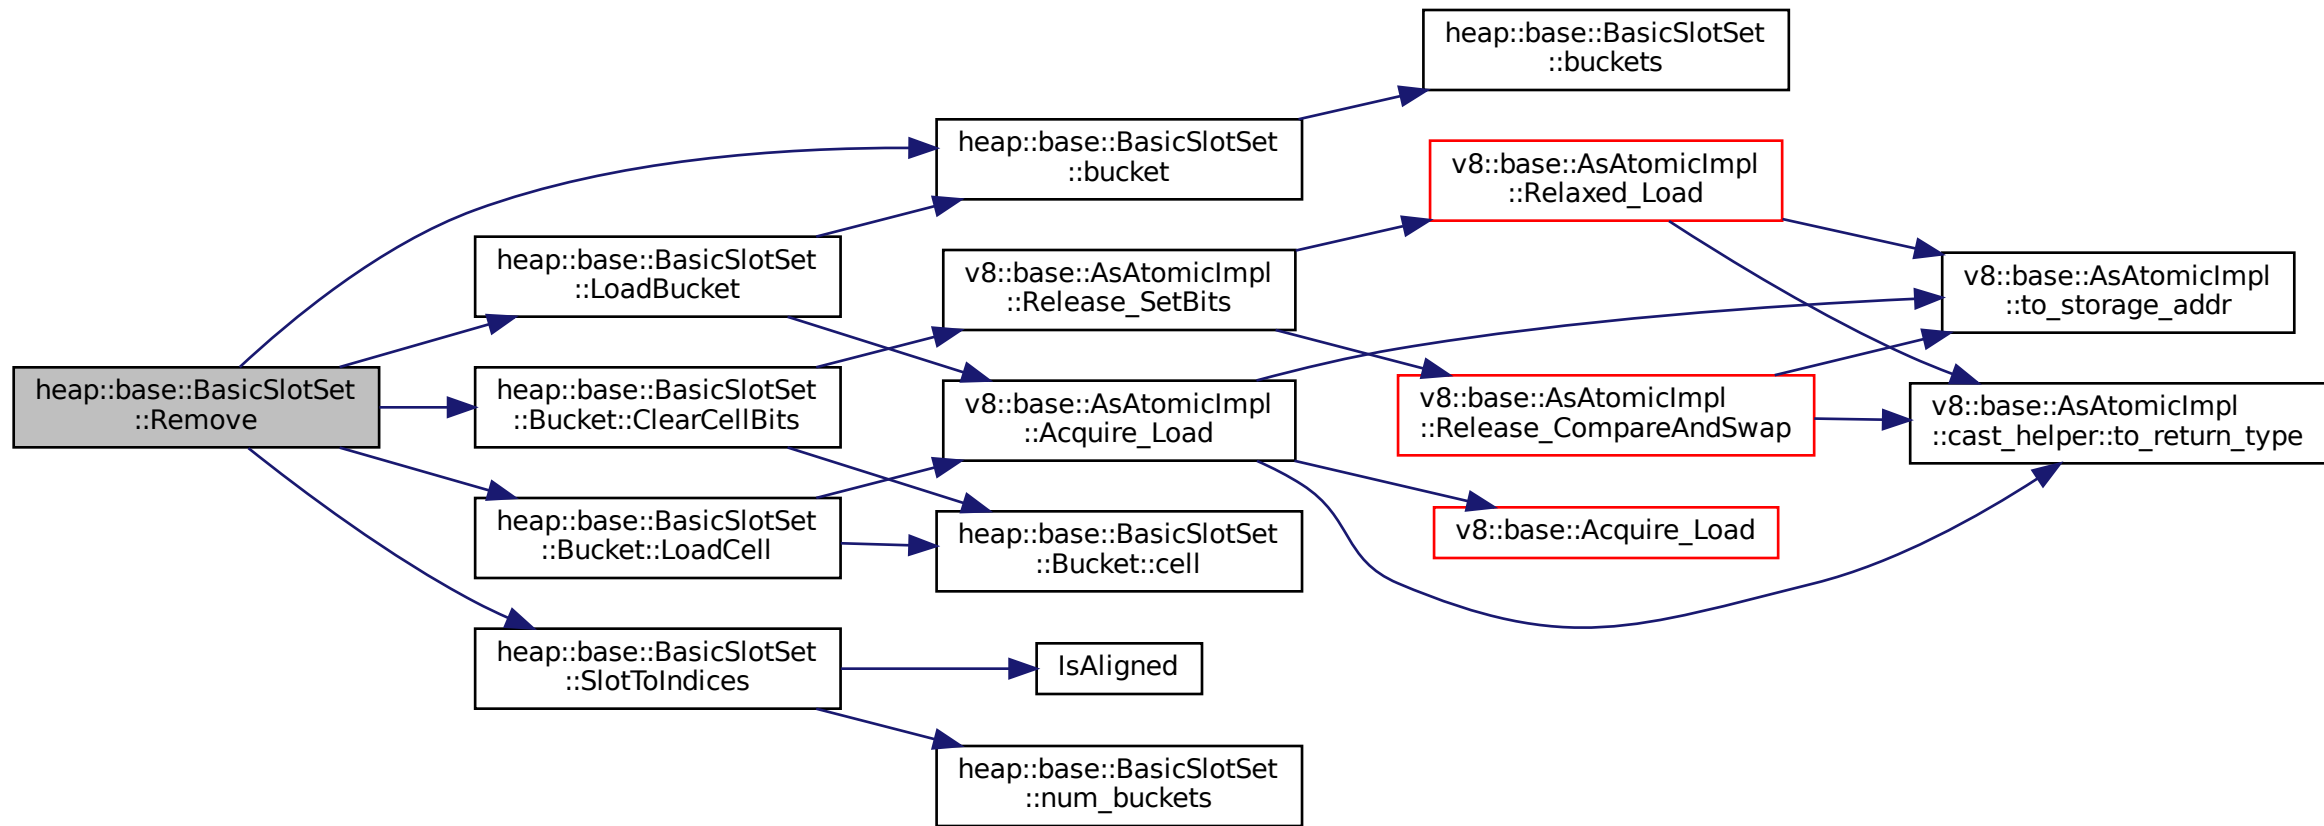 heap::base::BasicSlotSet
::Remove
heap::base::BasicSlotSet
::LoadBucket
heap::base::BasicSlotSet
::Bucket::ClearCellBits
heap::base::BasicSlotSet
::Bucket::LoadCell
heap::base::BasicSlotSet
::SlotToIndices
heap::base::BasicSlotSet
::bucket
v8::base::AsAtomicImpl
::Release_SetBits
v8::base::AsAtomicImpl
::Acquire_Load
heap::base::BasicSlotSet
::Bucket::cell
IsAligned
heap::base::BasicSlotSet
::num_buckets
heap::base::BasicSlotSet
::buckets
v8::base::AsAtomicImpl
::Relaxed_Load
v8::base::AsAtomicImpl
::Release_CompareAndSwap
v8::base::Acquire_Load
v8::base::AsAtomicImpl
::to_storage_addr
v8::base::AsAtomicImpl
::cast_helper::to_return_type